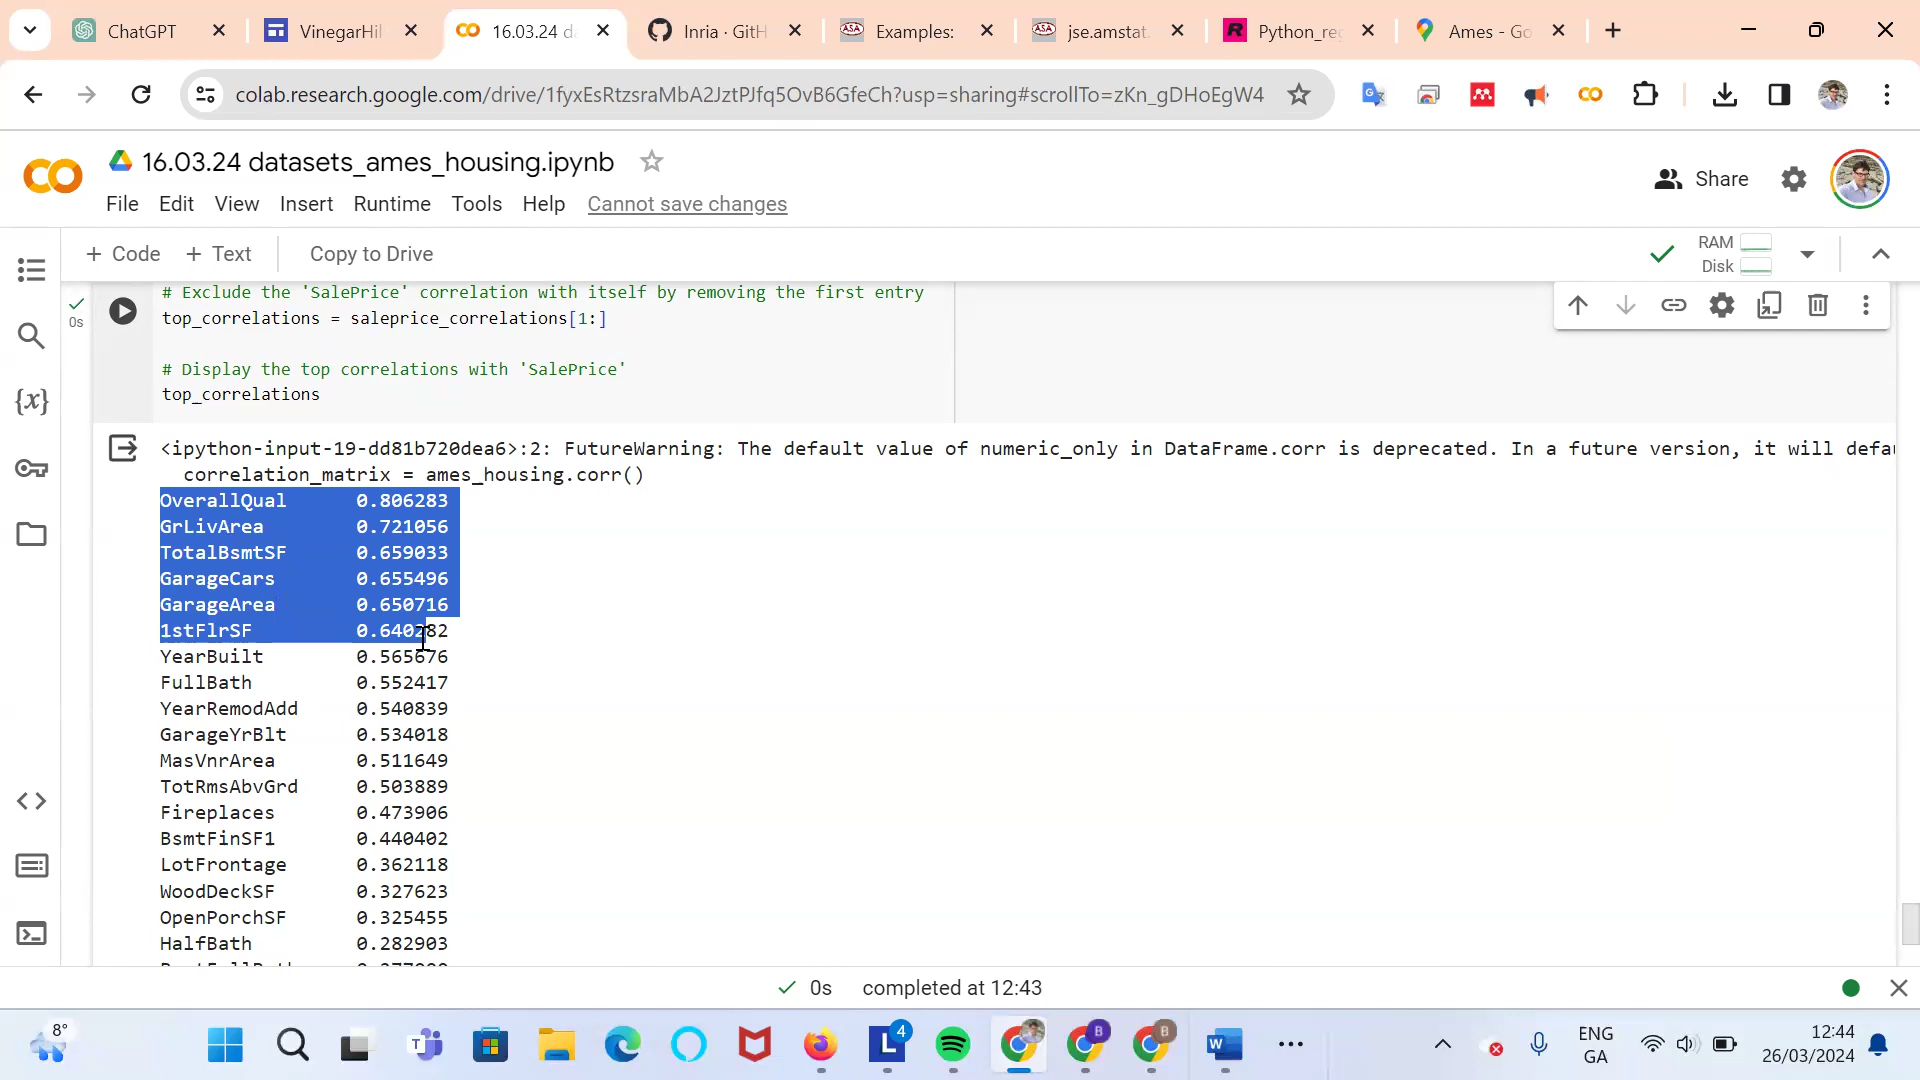 ChatGPT
VinegarHil
16.03.24 d
Inria · GitH
Examples:
jse.amstat.
Python_re
Ames - Go
colab.research.google.com/drive/1fyxEsRtzsraMbA2JztPJfq5OvB6GfeCh?usp=sharing#scrollTo=zKn_gDHoEgW4
16.03.24 datasets_ames_housing.ipynb
Share
File Edit View Insert Runtime Tools Help Cannot save changes
+ Code + Text Copy to Drive
RAM
Disk
# Exclude the 'SalePrice' correlation with itself by removing the first entry
0s
top_correlations = saleprice_correlations[1:]
# Display the top correlations with 'SalePrice'
top_correlations
<ipython-input-19-dd81b720dea6>:2: FutureWarning: The default value of numeric_only in DataFrame.corr is deprecated. In a future version, it will defau
correlation_matrix = ames_housing.corr()
OverallQual 0.806283
GrLivArea 0.721056
TotalBsmtSF 0.659033
GarageCars 0.655496
GarageArea 0.650716
1stFlrSF 0.640282
YearBuilt 0.565676
FullBath 0.552417
YearRemodAdd 0.540839
GarageYrBlt 0.534018
MasVnrArea 0.511649
TotRmsAbvGrd 0.503889
Fireplaces 0.473906
BsmtFinSF1 0.440402
LotFrontage 0.362118
WoodDeckSF 0.327623
OpenPorchSF 0.325455
HalfBath 0.282903
0s completed at 12:43
8°
4
B
B
ENG
GA
12:44
26/03/2024